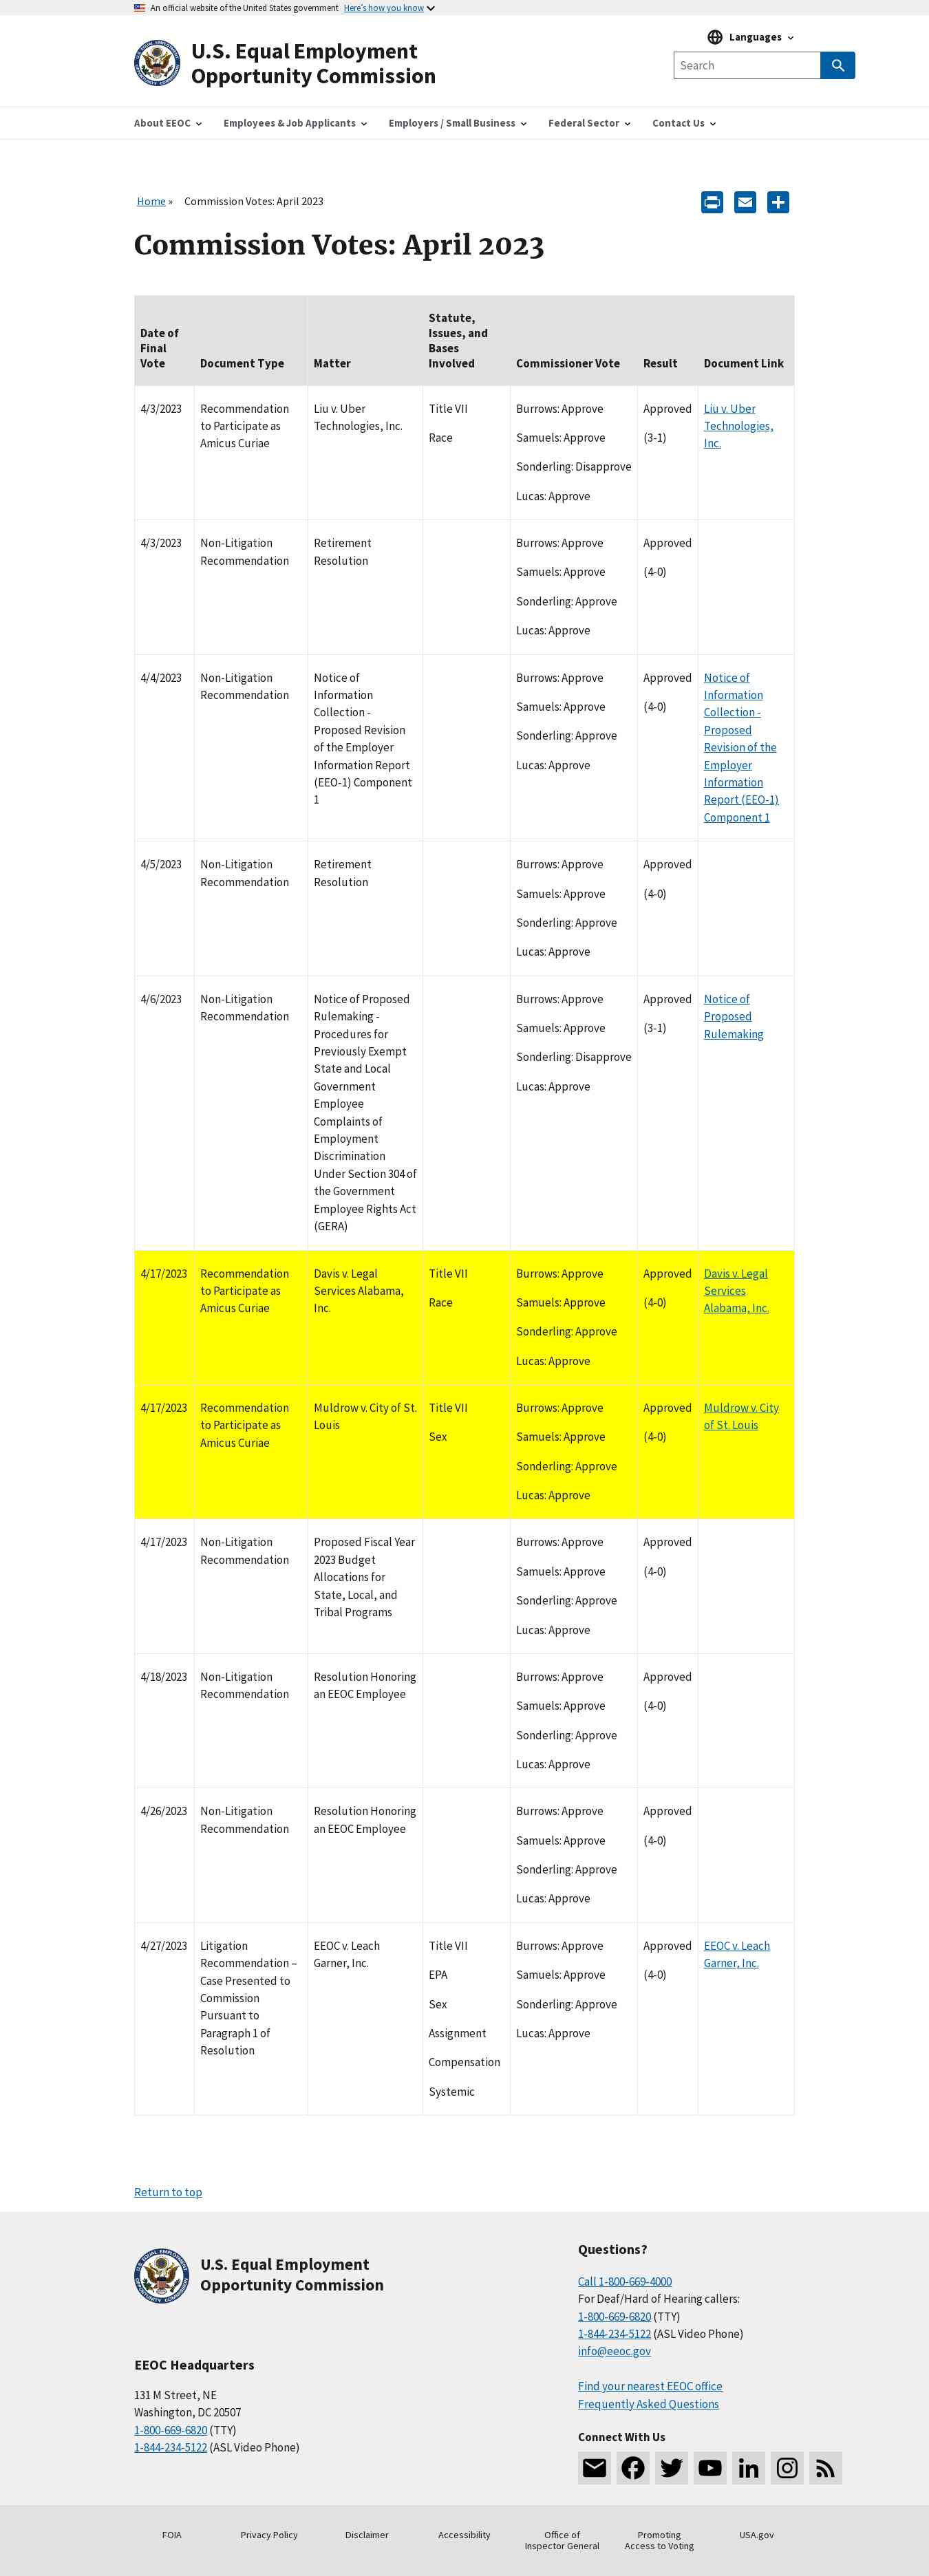 An official website of the United States government Here's how you know
Languages
U.S. Equal Employment
Opportunity Commission
Search
About EEOC
Employees & Job Applicants
Employers / Small Business
Federal Sector
Contact Us
Home » Commission Votes: April 2023
Commission Votes: April 2023
Date of
Final
Vote
Document Type
Matter
Statute,
Issues, and
Bases
Involved
Commissioner Vote
Result
Document Link
4/3/2023
Recommendation
to Participate as
Amicus Curiae
Liu v. Uber
Technologies, Inc.
Title VII
Race
Burrows: Approve
Samuels: Approve
Sonderling: Disapprove
Lucas: Approve
Approved
(3-1)
Liu v. Uber
Technologies,
Inc.
4/3/2023
Non-Litigation
Recommendation
Retirement
Resolution
Burrows: Approve
Samuels: Approve
Sonderling: Approve
Lucas: Approve
Approved
(4-0)
4/4/2023
Non-Litigation
Recommendation
Notice of
Information
Collection -
Proposed Revision
of the Employer
Information Report
(EEO-1) Component
1
Burrows: Approve
Samuels: Approve
Sonderling: Approve
Lucas: Approve
Approved
(4-0)
Notice of
Information
Collection -
Proposed
Revision of the
Employer
Information
Report (EEO-1)
Component 1
4/5/2023
Non-Litigation
Recommendation
Retirement
Resolution
Burrows: Approve
Samuels: Approve
Sonderling: Approve
Lucas: Approve
Approved
(4-0)
4/6/2023
Non-Litigation
Recommendation
Notice of Proposed
Rulemaking -
Procedures for
Previously Exempt
State and Local
Government
Employee
Complaints of
Employment
Discrimination
Under Section 304 of
the Government
Employee Rights Act
(GERA)
Burrows: Approve
Samuels: Approve
Sonderling: Disapprove
Lucas: Approve
Approved
(3-1)
Notice of
Proposed
Rulemaking
4/17/2023
Recommendation
to Participate as
Amicus Curiae
Davis v. Legal
Services Alabama,
Inc.
Title VII
Race
Burrows: Approve
Samuels: Approve
Sonderling: Approve
Lucas: Approve
Approved
(4-0)
Davis v. Legal
Services
Alabama, Inc.
4/17/2023
Recommendation
to Participate as
Amicus Curiae
Muldrow v. City of St.
Louis
Title VII
Sex
Burrows: Approve
Samuels: Approve
Sonderling: Approve
Lucas: Approve
Approved
(4-0)
Muldrow v. City
of St. Louis
4/17/2023
Non-Litigation
Recommendation
Proposed Fiscal Year
2023 Budget
Allocations for
State, Local, and
Tribal Programs
Burrows: Approve
Samuels: Approve
Sonderling: Approve
Lucas: Approve
Approved
(4-0)
4/18/2023
Non-Litigation
Recommendation
Resolution Honoring
an EEOC Employee
Burrows: Approve
Samuels: Approve
Sonderling: Approve
Lucas: Approve
Approved
(4-0)
4/26/2023
Non-Litigation
Recommendation
Resolution Honoring
an EEOC Employee
Burrows: Approve
Samuels: Approve
Sonderling: Approve
Lucas: Approve
Approved
(4-0)
4/27/2023
Litigation
Recommendation –
Case Presented to
Commission
Pursuant to
Paragraph 1 of
Resolution
EEOC v. Leach
Garner, Inc.
Title VII
EPA
Sex
Assignment
Compensation
Systemic
Burrows: Approve
Samuels: Approve
Sonderling: Approve
Lucas: Approve
Approved
(4-0)
EEOC v. Leach
Garner, Inc.
Return to top
U.S. Equal Employment
Opportunity Commission
EEOC Headquarters
131 M Street, NE
Washington, DC 20507
1-800-669-6820 (TTY)
1-844-234-5122 (ASL Video Phone)
Questions?
Call 1-800-669-4000
For Deaf/Hard of Hearing callers:
1-800-669-6820 (TTY)
1-844-234-5122 (ASL Video Phone)
info@eeoc.gov
Find your nearest EEOC office
Frequently Asked Questions
Connect With Us
FOIA
Privacy Policy
Disclaimer
Accessibility
Office of
Inspector General
Promoting
Access to Voting
USA.gov